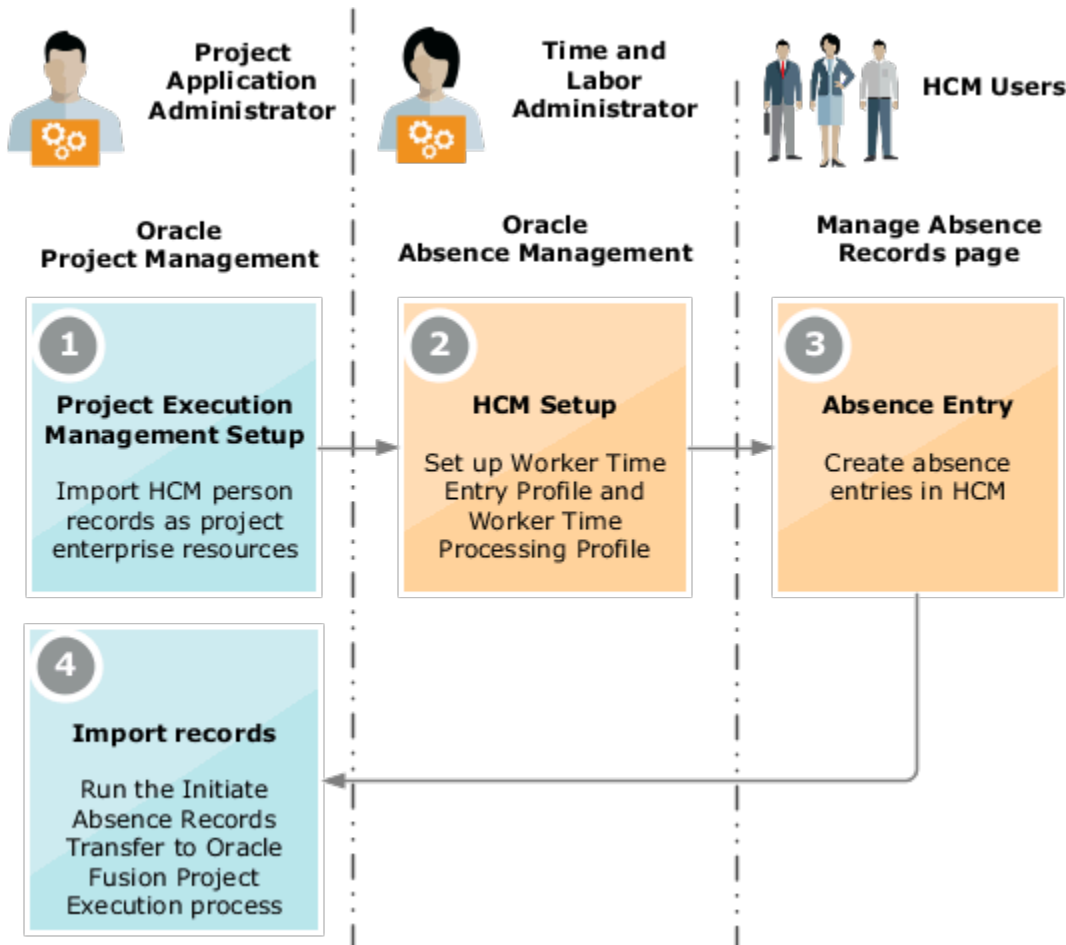 Project
Application
Administrator
Time and
Labor
Administrator
HCM Users
Oracle
Project Management
Oracle
Absence Management
Manage Absence
Records page
1
Project Execution
Management Setup
Import HCM person
records as project
enterprise resources
2
HCM Setup
Set up Worker Time
Entry Profile and
Worker Time
Processing Profile
3
Absence Entry
Create absence
entries in HCM
4
Import records
Run the Initiate
Absence Records
Transfer to Oracle
Fusion Project
Execution process